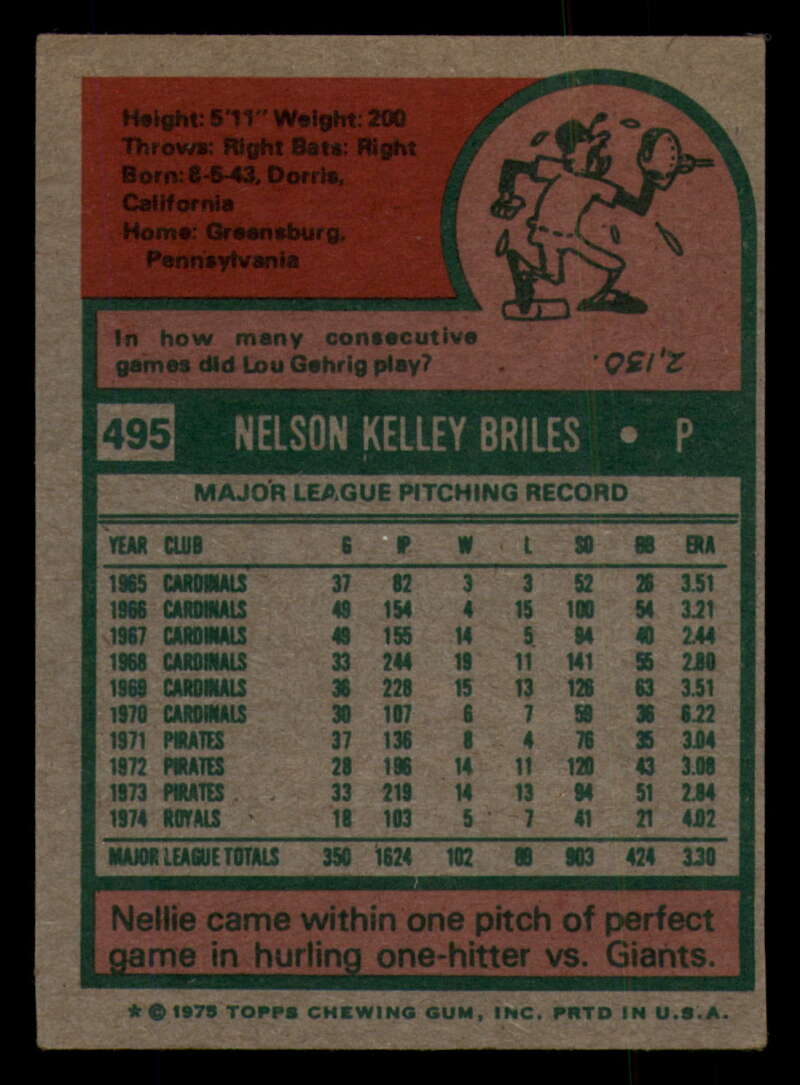 Height: 5'11" Weight: 200
Throws: Right Bats: Right
Born: 8-5-43, Dorris,
California
Home: Greensburg,
Pennsylvania
In how many consecutive
games did Lou Gehrig play?
2,130.
495 NELSON KELLEY BRILES • P
MAJOR LEAGUE PITCHING RECORD
YEAR CLUB G IP W L SO BB ERA
1965 CARDINALS 37 82 3 3 52 26 3.51
1966 CARDINALS 49 154 4 15 100 54 3.21
1967 CARDINALS 49 155 14 5 94 40 2.44
1968 CARDINALS 33 244 19 11 141 55 2.80
1969 CARDINALS 36 228 15 13 126 63 3.51
1970 CARDINALS 30 107 6 7 59 36 6.22
1971 PIRATES 37 136 8 4 76 35 3.04
1972 PIRATES 28 196 14 11 120 43 3.08
1973 PIRATES 33 219 14 13 94 51 2.84
1974 ROYALS 18 103 5 7 41 21 4.02
MAJOR LEAGUE TOTALS 350 1624 102 89 903 424 3.30
Nellie came within one pitch of perfect
game in hurling one-hitter vs. Giants.
* © 1975 TOPPS CHEWING GUM, INC. PRTD IN U.S.A.